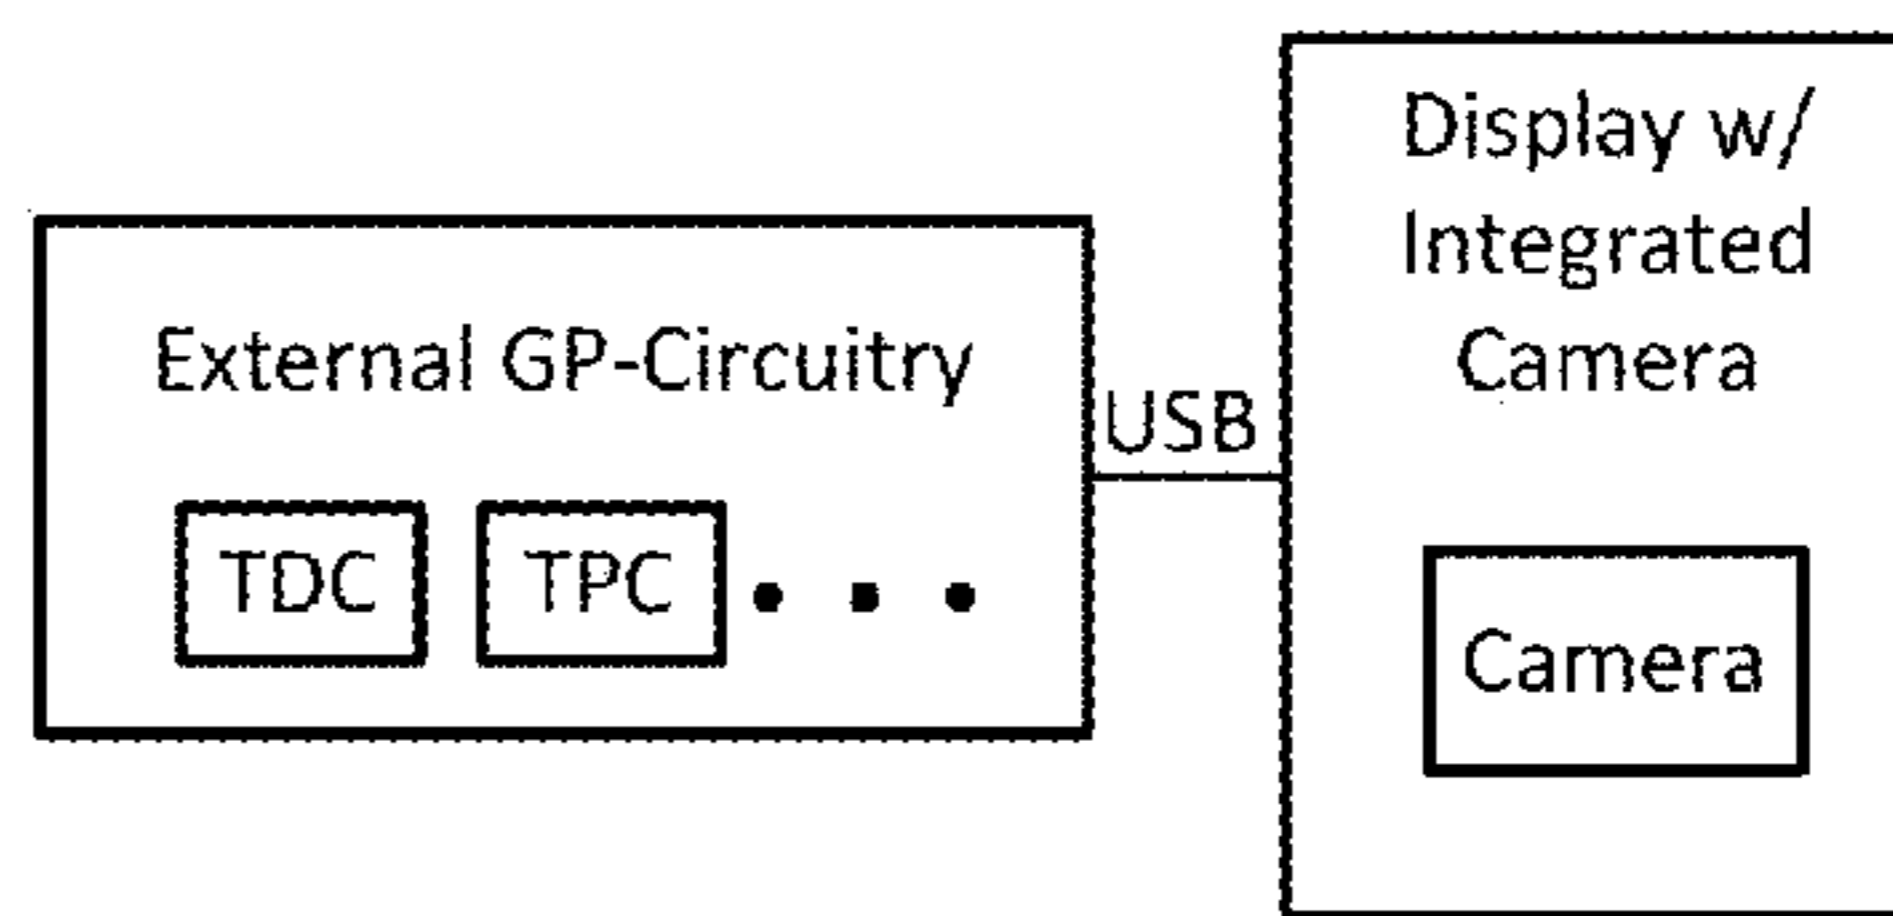 External GP-Circuitry
TDC
TPC
USB
Display w/
Integrated
Camera
Camera